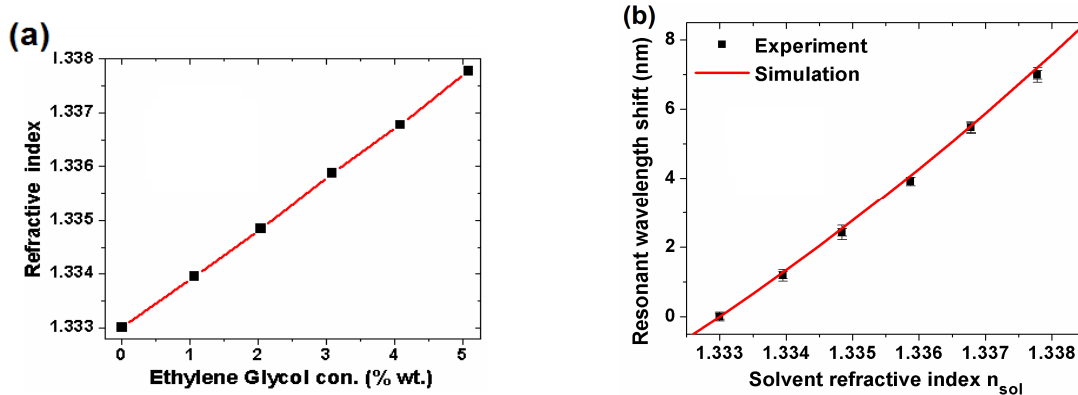 (a)
1.338
1.337
1.336
1.335
1.334
1.333
Refractive index
0 1 2 3 4 5
Ethylene Glycol con. (% wt.)
(b)
8
6
4
2
0
Resonant wavelength shift (nm)
Experiment
Simulation
1.333 1.334 1.335 1.336 1.337 1.338
Solvent refractive index n_sol